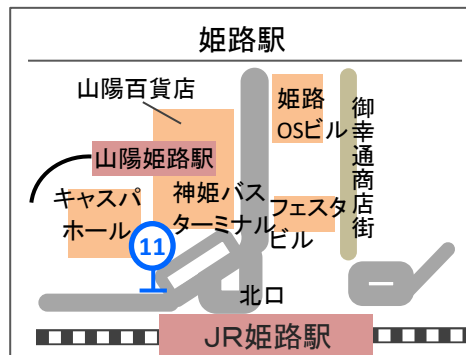 姫路駅
山陽百貨店
姫路
OSビル
御幸通商店街
山陽姫路駅
キャスパ
ホール
神姫バス
ターミナル
フェスタ
ビル
11
北口
JR姫路駅